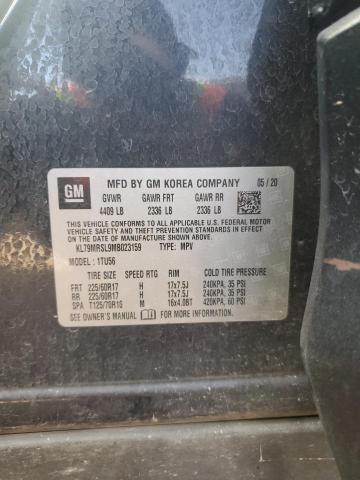 GM
MFD BY GM KOREA COMPANY 05 / 20
GVWR GAWR FRT GAWR RR
4409 LB 2336 LB 2336 LB
THIS VEHICLE CONFORMS TO ALL APPLICABLE U.S. FEDERAL MOTOR
VEHICLE SAFETY AND THEFT PREVENTION STANDARDS IN EFFECT
ON THE DATE OF MANUFACTURE SHOWN ABOVE.
KL79MRSL9MB023159 TYPE: MPV
MODEL : 1TU56
TIRE SIZE SPEED RTG RIM COLD TIRE PRESSURE
FRT 225/60R17 H 17x7.5J 240KPA, 35 PSI
RR 225/60R17 H 17x7.5J 240KPA, 35 PSI
SPA T125/70R16 M 16x4.0BT 420KPA, 60 PSI
SEE OWNER'S MANUAL FOR MORE INFORMATION